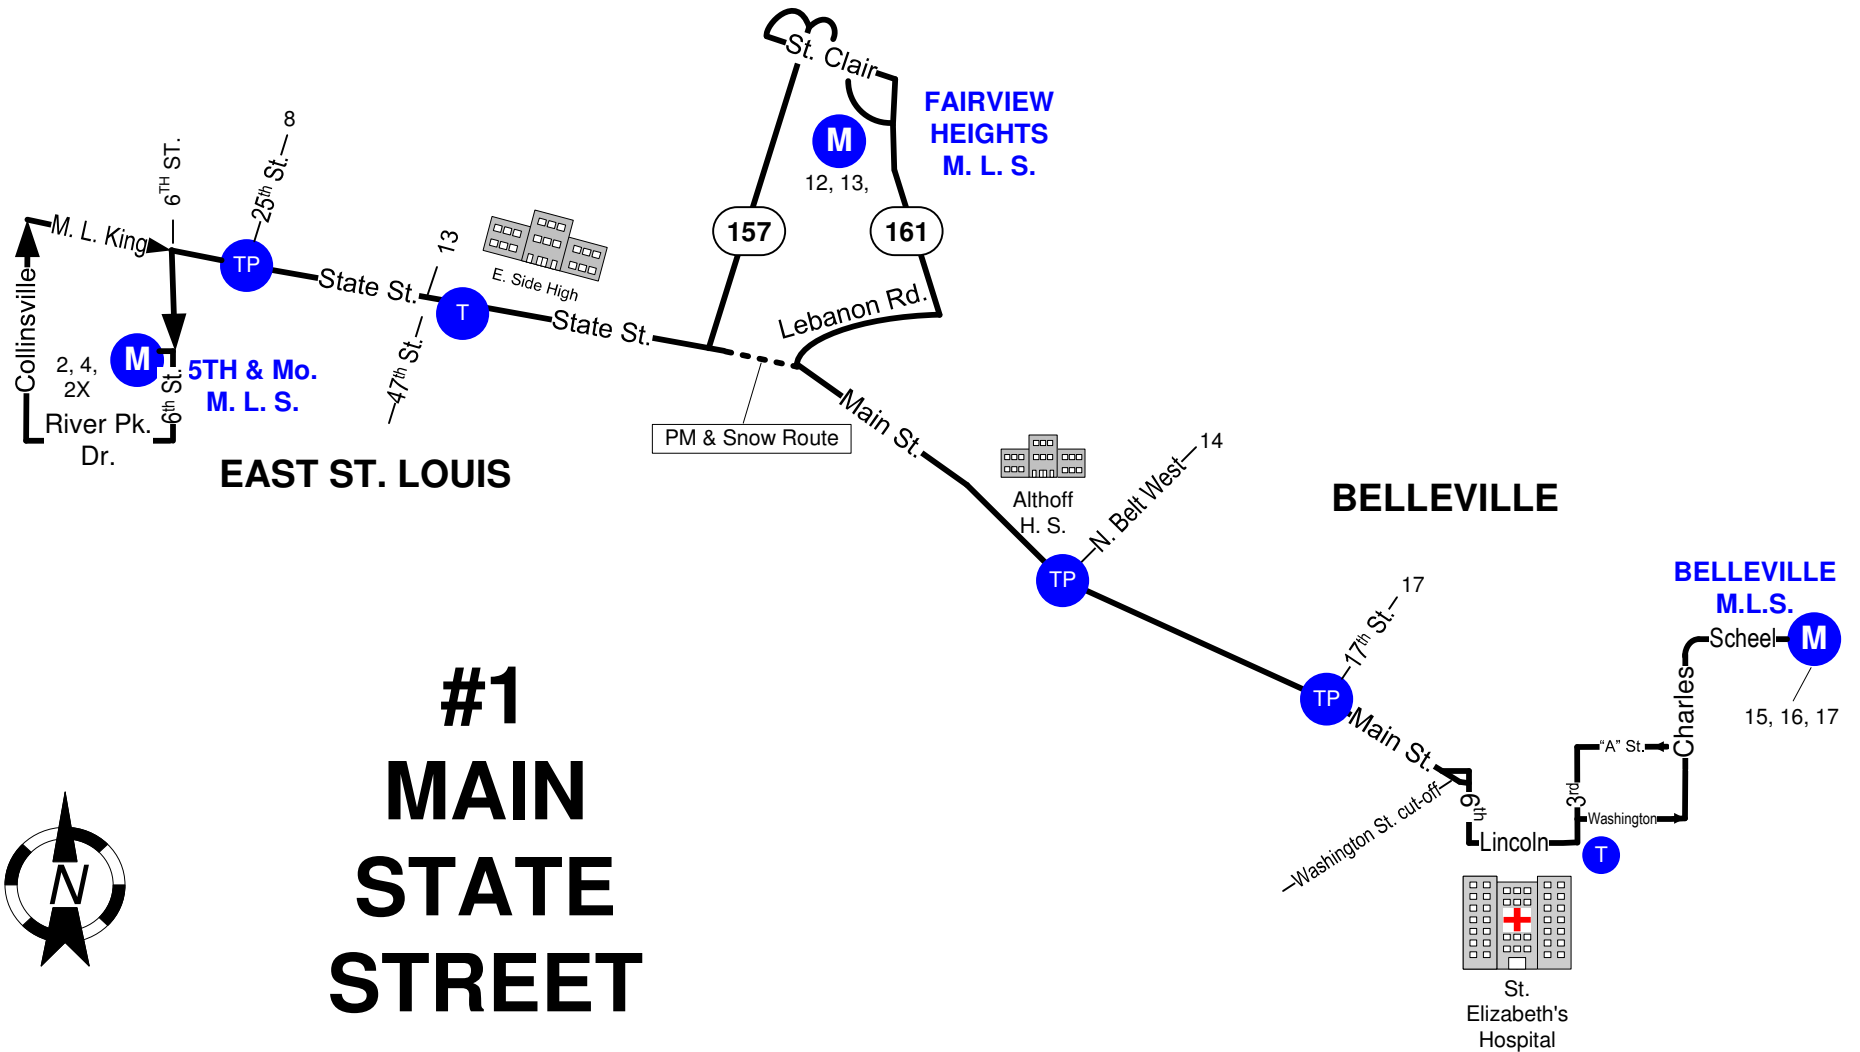 St. Clair
FAIRVIEW
HEIGHTS
M. L. S.
M
12, 13,
157
161
Lebanon Rd.
6TH ST.
25th St.
8
M. L. King
TP
State St.
13
T
E. Side High
State St.
47th St.
Collinsville
2, 4,
2X
M
5TH & Mo.
M. L. S.
6th St.
River Pk.
Dr.
EAST ST. LOUIS
PM & Snow Route
Main St.
Althoff
H. S.
N. Belt West
14
TP
BELLEVILLE
17th St.
17
TP
Main St.
BELLEVILLE
M.L.S.
Scheel
M
15, 16, 17
Charles
"A" St.
3rd
Washington
6th
Lincoln
T
Washington St. cut-off
St.
Elizabeth's
Hospital
#1
MAIN
STATE
STREET
N